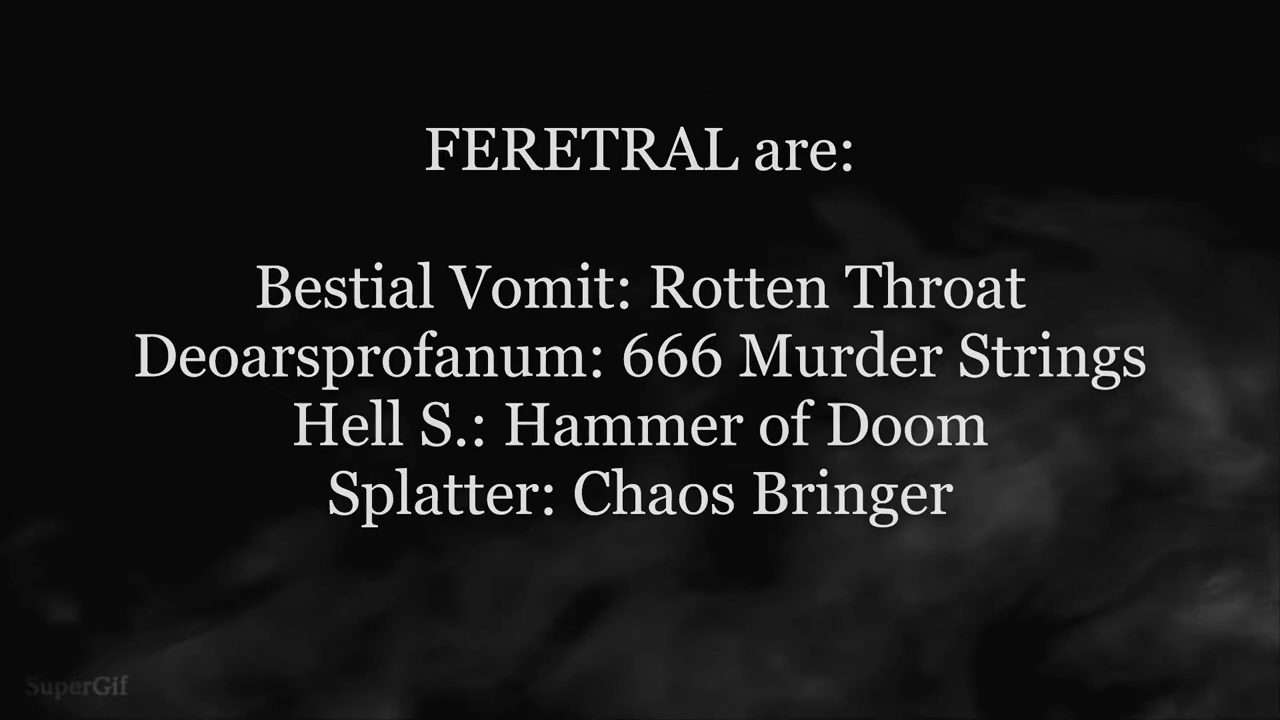 FERETRAL are:
Bestial Vomit: Rotten Throat
Deoarsprofanum: 666 Murder Strings
Hell S.: Hammer of Doom
Splatter: Chaos Bringer
SuperGif